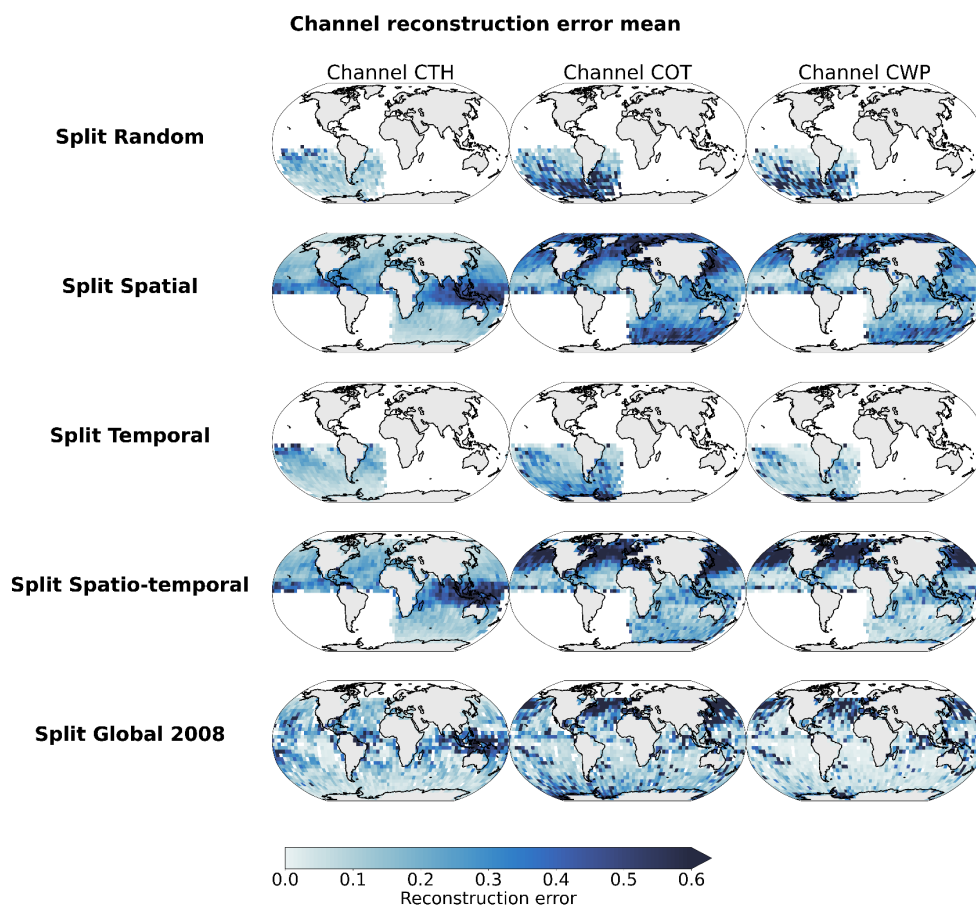 Channel reconstruction error mean
Channel CTH
Channel COT
Channel CWP
Split Random
Split Spatial
Split Temporal
Split Spatio-temporal
Split Global 2008
0.0 0.1 0.2 0.3 0.4 0.5 0.6
Reconstruction error